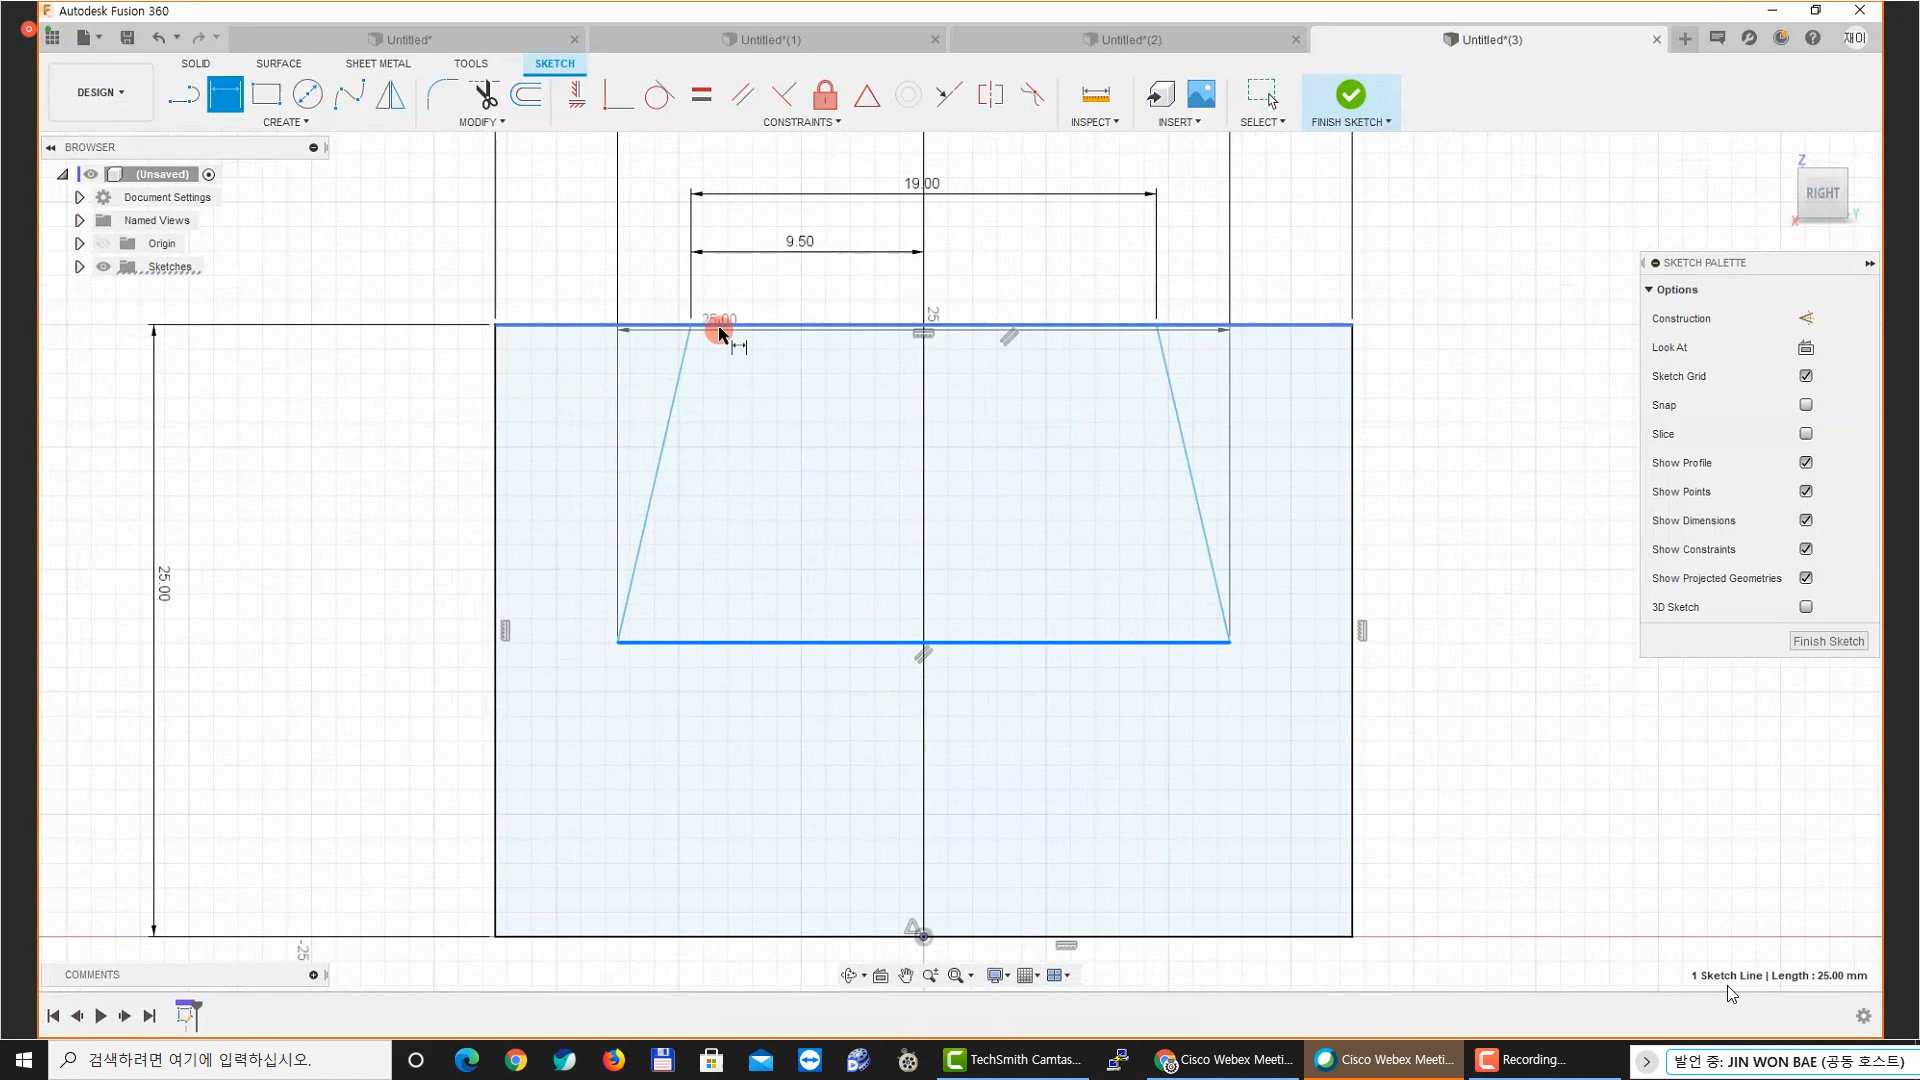 Autodesk Fusion 360
Untitled*
Untitled*(1)
Untitled*(2)
Untitled*(3)
재이
SOLID
SURFACE
SHEET METAL
TOOLS
SKETCH
DESIGN
CREATE
MODIFY
CONSTRAINTS
INSPECT
INSERT
SELECT
FINISH SKETCH
BROWSER
(Unsaved)
Document Settings
Named Views
Origin
Sketches
19.00
9.50
25.00
25
25.00
-25
Z
RIGHT
X
Y
SKETCH PALETTE
Options
Construction
Look At
Sketch Grid
Snap
Slice
Show Profile
Show Points
Show Dimensions
Show Constraints
Show Projected Geometries
3D Sketch
Finish Sketch
COMMENTS
1 Sketch Line | Length : 25.00 mm
검색하려면 여기에 입력하십시오.
TechSmith Camtas...
Cisco Webex Meeti...
Cisco Webex Meeti...
Recording...
발언 중: JIN WON BAE (공동 호스트)